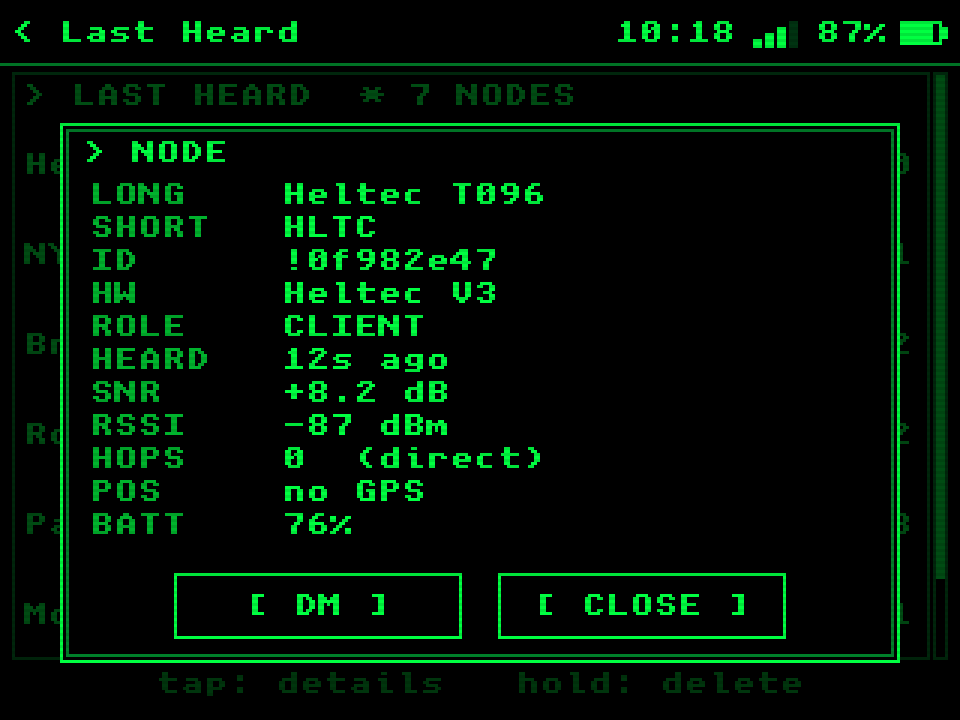 < Last Heard 10:18 87%
> LAST HEARD * 7 NODES
> NODE
LONG Heltec T096
SHORT HLTC
ID !0f982e47
HW Heltec V3
ROLE CLIENT
HEARD 12s ago
SNR +8.2 dB
RSSI -87 dBm
HOPS 0 (direct)
POS no GPS
BATT 76%
[ DM ] [ CLOSE ]
tap: details hold: delete